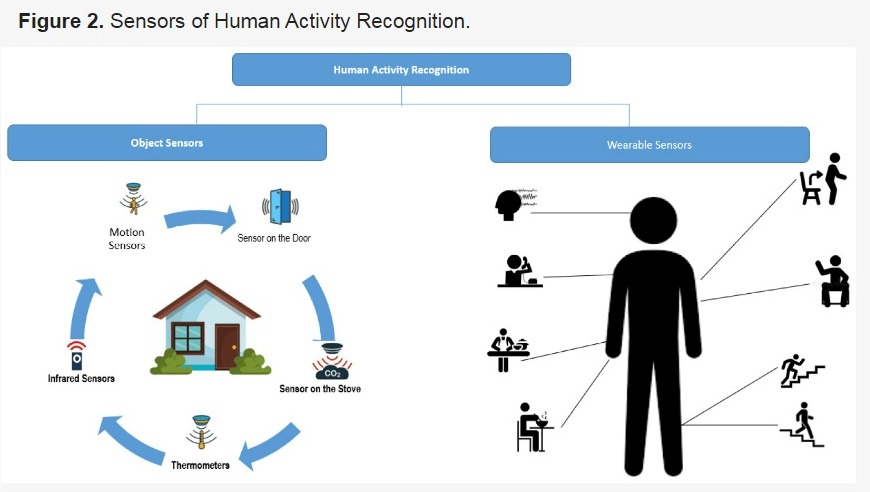 Figure 2. Sensors of Human Activity Recognition.
Human Activity Recognition
Object Sensors
Wearable Sensors
Motion
Sensors
Sensor on the Door
Infrared Sensors
CO₂
Sensor on the Stove
Thermometers